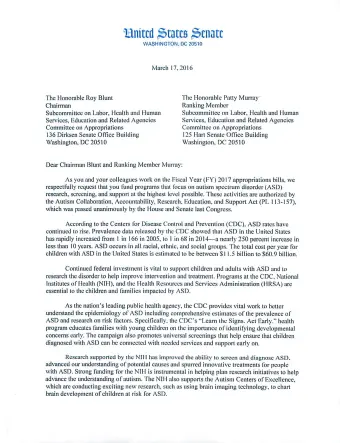 United States Senate
WASHINGTON, DC 20510
March 17, 2016
The Honorable Roy Blunt
Chairman
Subcommittee on Labor, Health and Human
Services, Education and Related Agencies
Committee on Appropriations
136 Dirksen Senate Office Building
Washington, DC 20510
The Honorable Patty Murray
Ranking Member
Subcommittee on Labor, Health and Human
Services, Education and Related Agencies
Committee on Appropriations
125 Hart Senate Office Building
Washington, DC 20510
Dear Chairman Blunt and Ranking Member Murray:
As you and your colleagues work on the Fiscal Year (FY) 2017 appropriations bills, we
respectfully request that you fund programs that focus on autism spectrum disorder (ASD)
research, screening, and support at the highest level possible. These activities are authorized by
the Autism Collaboration, Accountability, Research, Education, and Support Act (PL 113-157),
which was passed unanimously by the House and Senate last Congress.
According to the Centers for Disease Control and Prevention (CDC), ASD rates have
continued to rise. Prevalence data released by the CDC showed that ASD in the United States
has rapidly increased from 1 in 166 in 2005, to 1 in 68 in 2014—a nearly 250 percent increase in
less than 10 years. ASD occurs in all racial, ethnic, and social groups. The total cost per year for
children with ASD in the United States is estimated to be between $11.5 billion to $60.9 billion.
Continued federal investment is vital to support children and adults with ASD and to
research the disorder to help improve intervention and treatment. Programs at the CDC, National
Institutes of Health (NIH), and the Health Resources and Services Administration (HRSA) are
essential to the children and families impacted by ASD.
As the nation's leading public health agency, the CDC provides vital work to better
understand the epidemiology of ASD including comprehensive estimates of the prevalence of
ASD and research on risk factors. Specifically, the CDC's "Learn the Signs. Act Early." health
program educates families with young children on the importance of identifying developmental
concerns early. The campaign also promotes universal screenings that help ensure that children
diagnosed with ASD can be connected with needed services and support early on.
Research supported by the NIH has improved the ability to screen and diagnose ASD,
advanced our understanding of potential causes and spurred innovative treatments for people
with ASD. Strong funding for the NIH is instrumental in helping plan research initiatives to help
advance the understanding of autism. The NIH also supports the Autism Centers of Excellence,
which are conducting exciting new research, such as using brain imaging technology, to chart
brain development of children at risk for ASD.